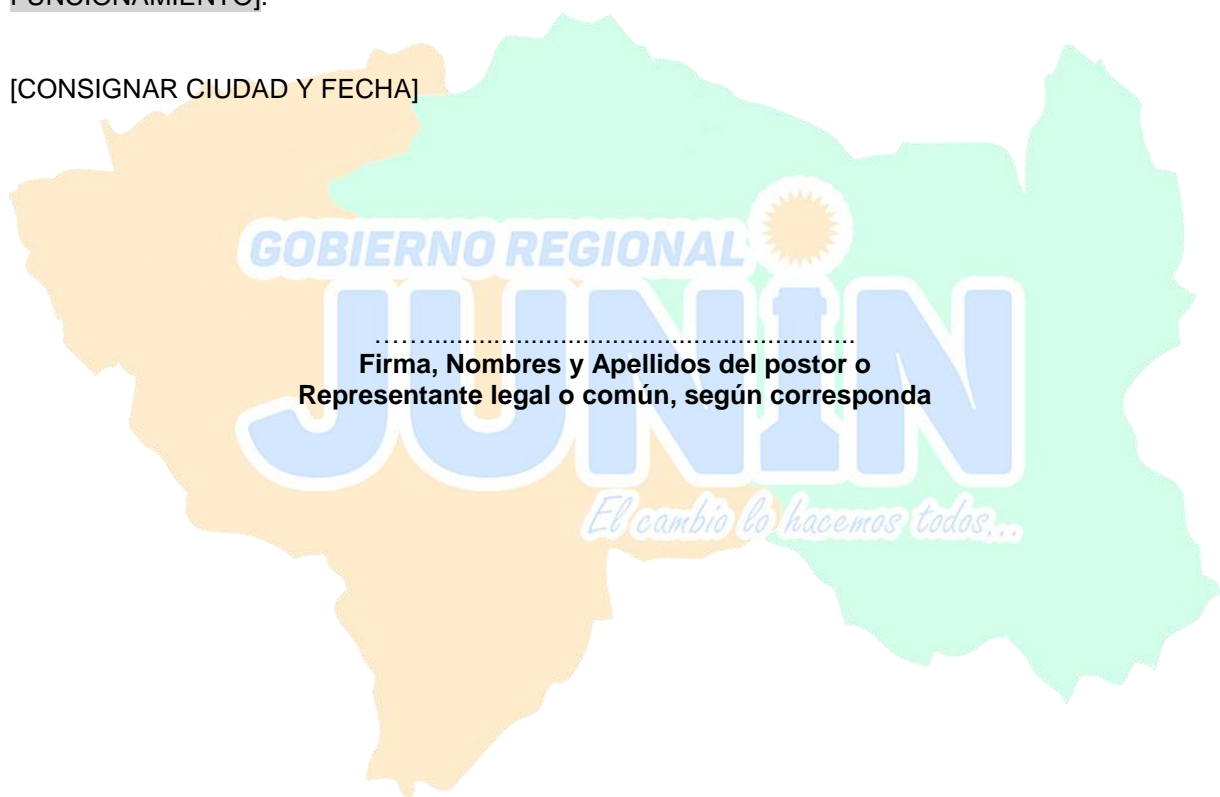 FUNCIONAMIENTO].
[CONSIGNAR CIUDAD Y FECHA]
GOBIERNO REGIONAL
JUNIN
……..........................................................
Firma, Nombres y Apellidos del postor o
Representante legal o común, según corresponda
El cambio lo hacemos todos...